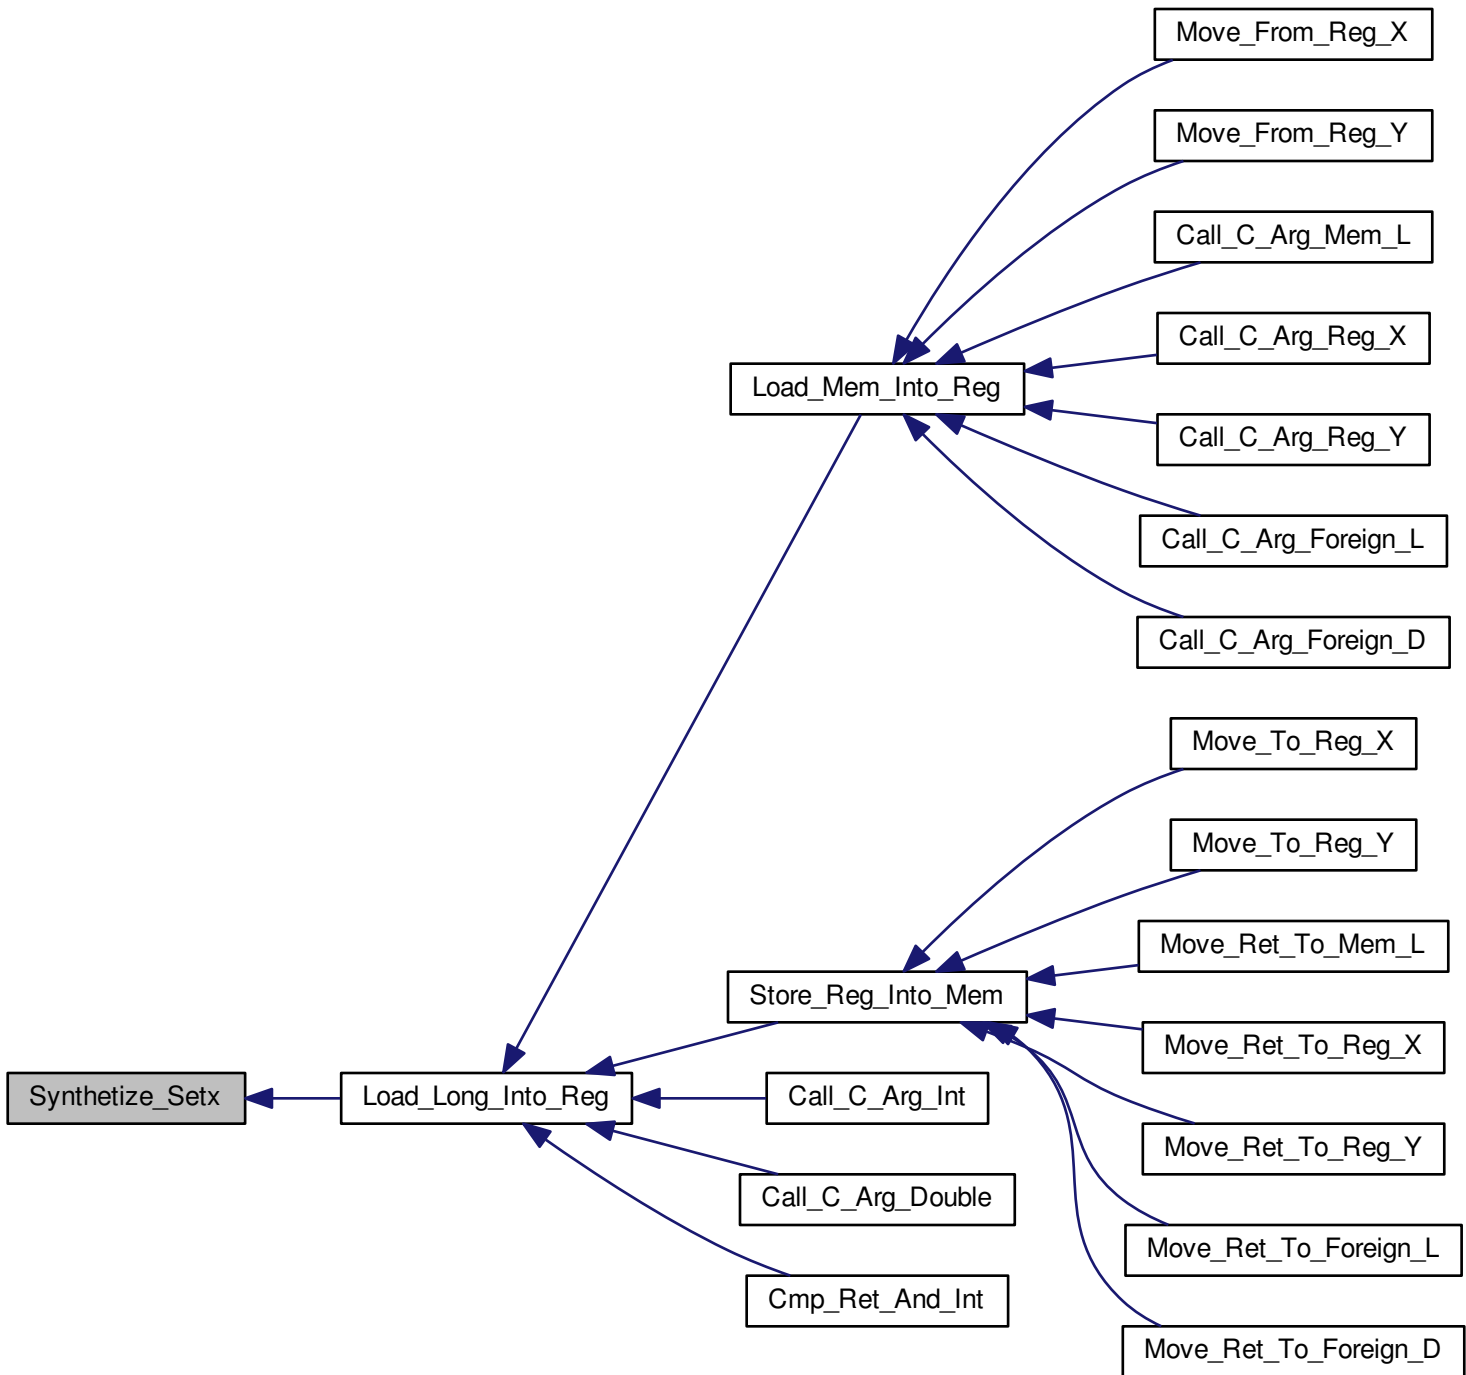 Move_From_Reg_X
Move_From_Reg_Y
Call_C_Arg_Mem_L
Call_C_Arg_Reg_X
Load_Mem_Into_Reg
Call_C_Arg_Reg_Y
Call_C_Arg_Foreign_L
Call_C_Arg_Foreign_D
Move_To_Reg_X
Move_To_Reg_Y
Move_Ret_To_Mem_L
Store_Reg_Into_Mem
Move_Ret_To_Reg_X
Synthetize_Setx
Load_Long_Into_Reg
Call_C_Arg_Int
Move_Ret_To_Reg_Y
Call_C_Arg_Double
Move_Ret_To_Foreign_L
Cmp_Ret_And_Int
Move_Ret_To_Foreign_D